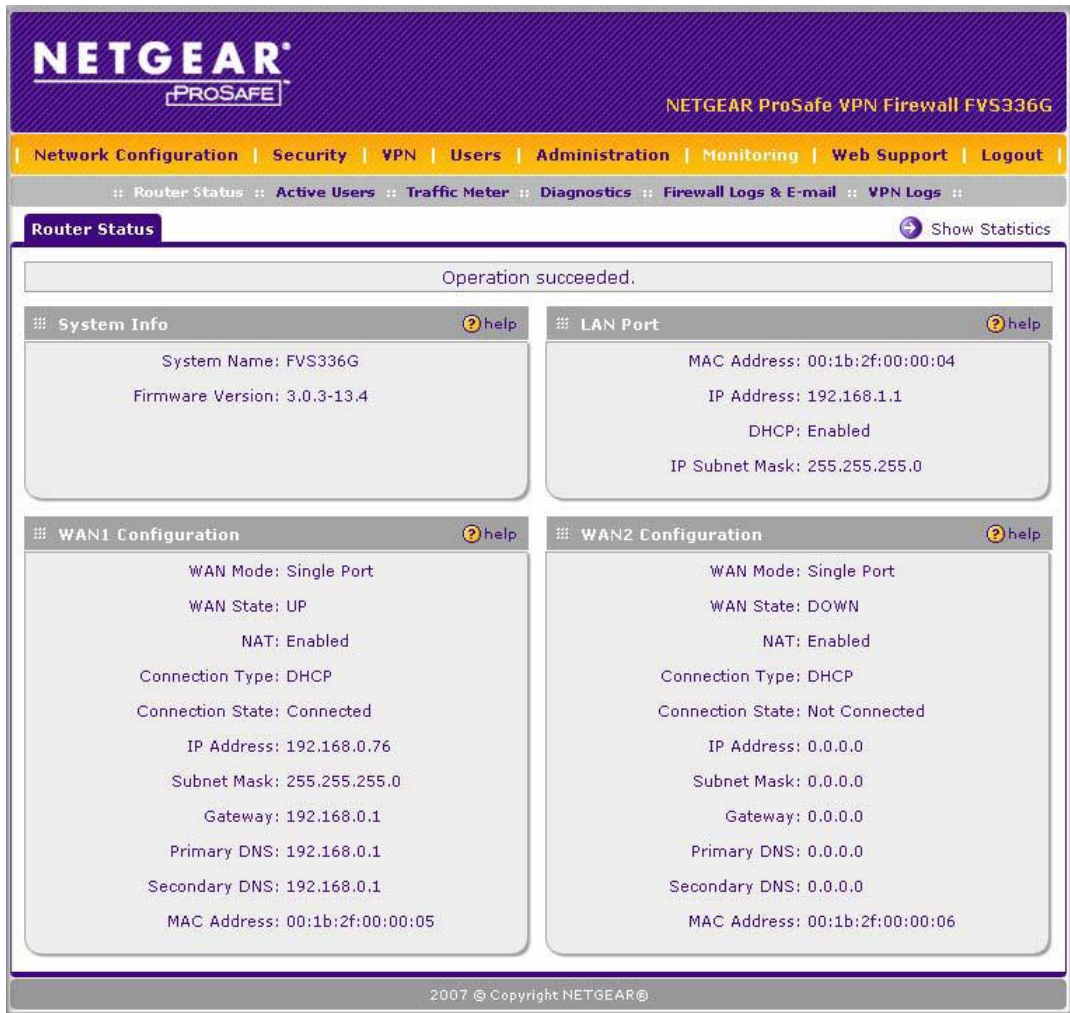 NETGEAR®
PROSAFE™
NETGEAR ProSafe VPN Firewall FVS336G
Network Configuration | Security | VPN | Users | Administration | Monitoring | Web Support | Logout
:: Router Status :: Active Users :: Traffic Meter :: Diagnostics :: Firewall Logs & E-mail :: VPN Logs ::
Router Status
Show Statistics
Operation succeeded.
System Info
help
System Name: FVS336G
Firmware Version: 3.0.3-13.4
LAN Port
help
MAC Address: 00:1b:2f:00:00:04
IP Address: 192.168.1.1
DHCP: Enabled
IP Subnet Mask: 255.255.255.0
WAN1 Configuration
help
WAN Mode: Single Port
WAN State: UP
NAT: Enabled
Connection Type: DHCP
Connection State: Connected
IP Address: 192.168.0.76
Subnet Mask: 255.255.255.0
Gateway: 192.168.0.1
Primary DNS: 192.168.0.1
Secondary DNS: 192.168.0.1
MAC Address: 00:1b:2f:00:00:05
WAN2 Configuration
help
WAN Mode: Single Port
WAN State: DOWN
NAT: Enabled
Connection Type: DHCP
Connection State: Not Connected
IP Address: 0.0.0.0
Subnet Mask: 0.0.0.0
Gateway: 0.0.0.0
Primary DNS: 0.0.0.0
Secondary DNS: 0.0.0.0
MAC Address: 00:1b:2f:00:00:06
2007 © Copyright NETGEAR®